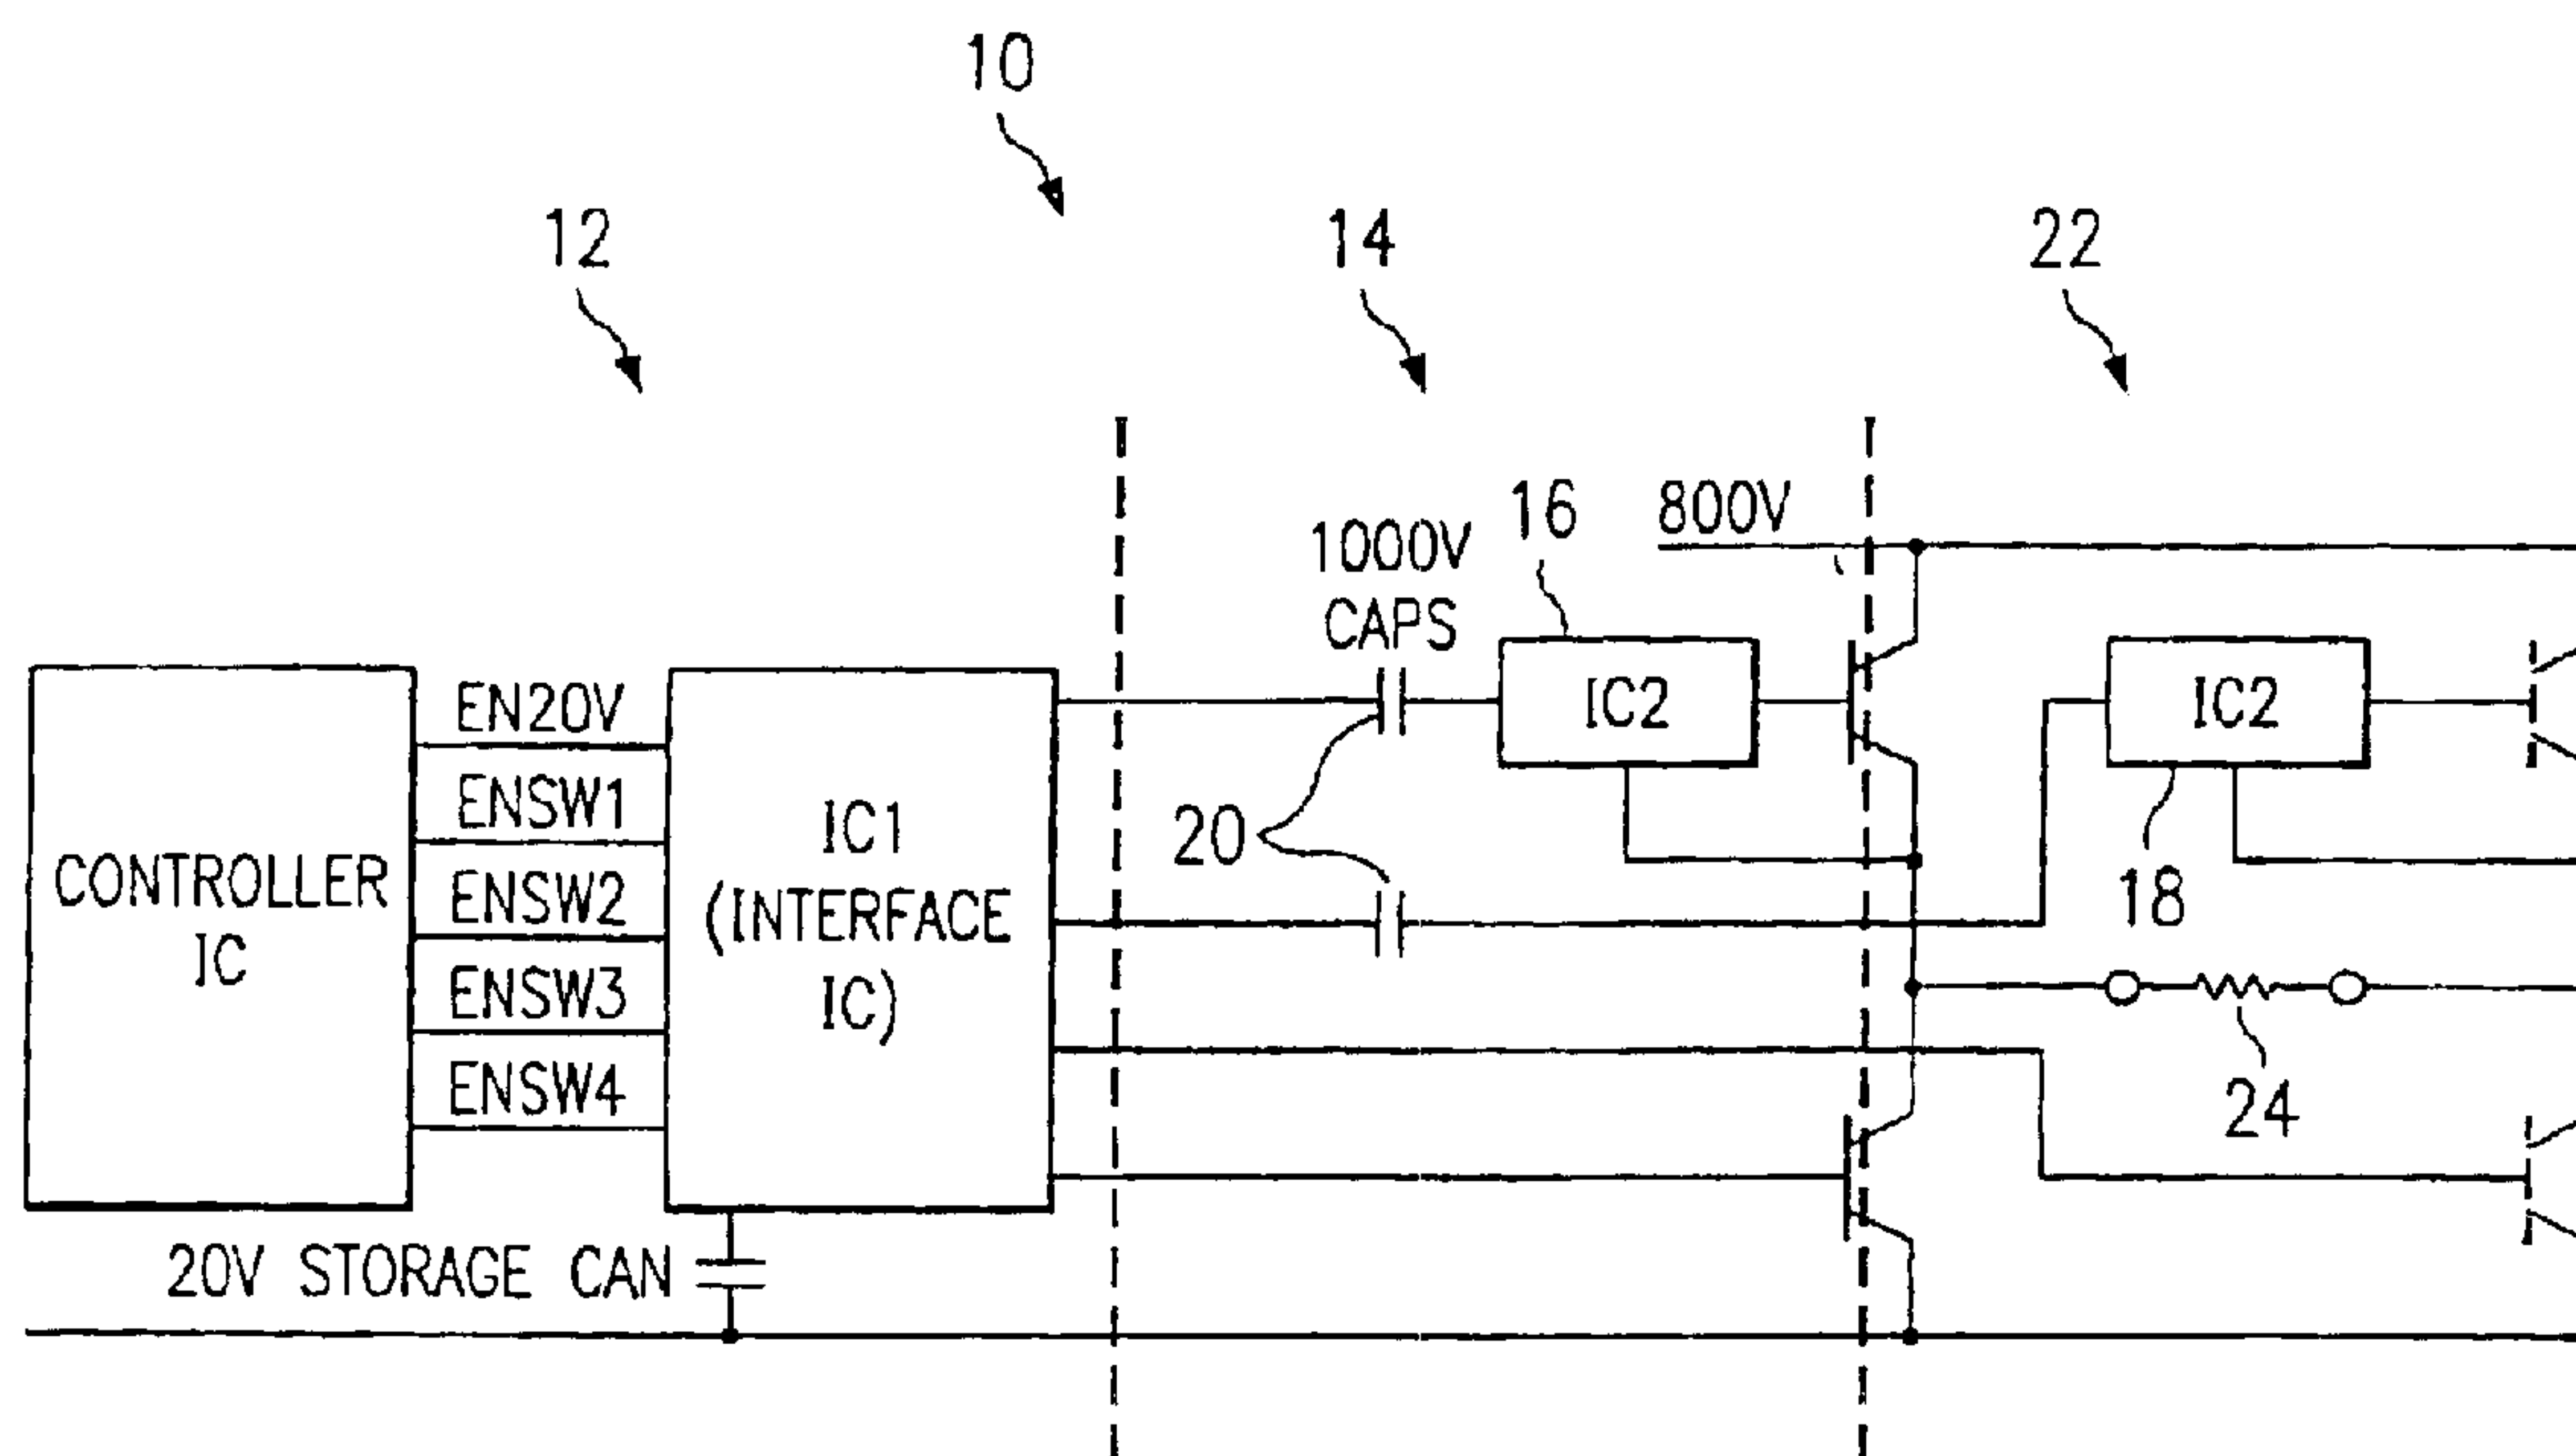 10
12
14
22
1000V
CAPS
16
800V
EN20V
ENSW1
ENSW2
ENSW3
ENSW4
CONTROLLER
IC
IC1
(INTERFACE
IC)
IC2
IC2
20
18
24
20V STORAGE CAN